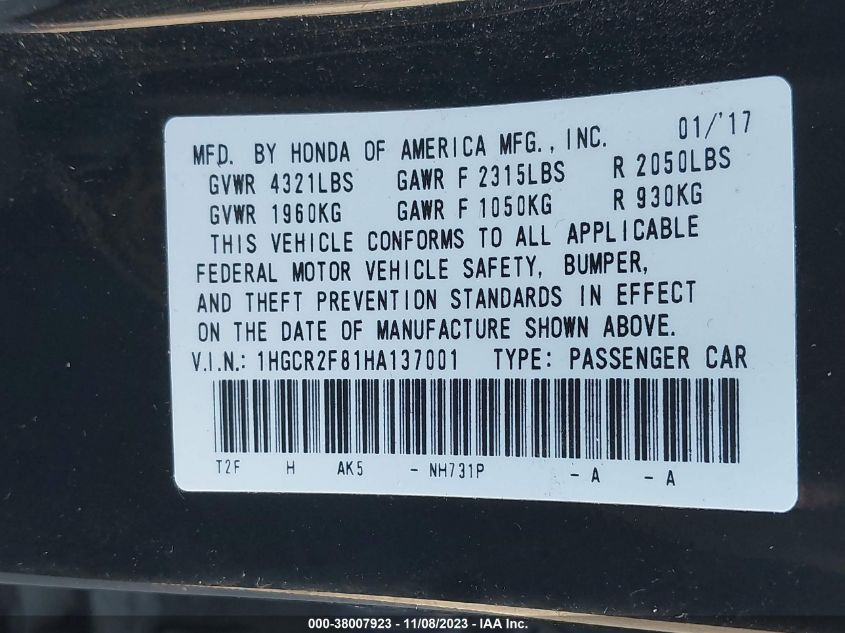 MFD. BY HONDA OF AMERICA MFG., INC. 01/'17
GVWR 4321LBS GAWR F 2315LBS R 2050LBS
GVWR 1960KG GAWR F 1050KG R 930KG
THIS VEHICLE CONFORMS TO ALL APPLICABLE
FEDERAL MOTOR VEHICLE SAFETY, BUMPER,
AND THEFT PREVENTION STANDARDS IN EFFECT
ON THE DATE OF MANUFACTURE SHOWN ABOVE.
V.I.N.: 1HGCR2F81HA137001 TYPE: PASSENGER CAR
T2F H AK5 - NH731P - A - A
000-38007923 - 11/08/2023 - IAA Inc.